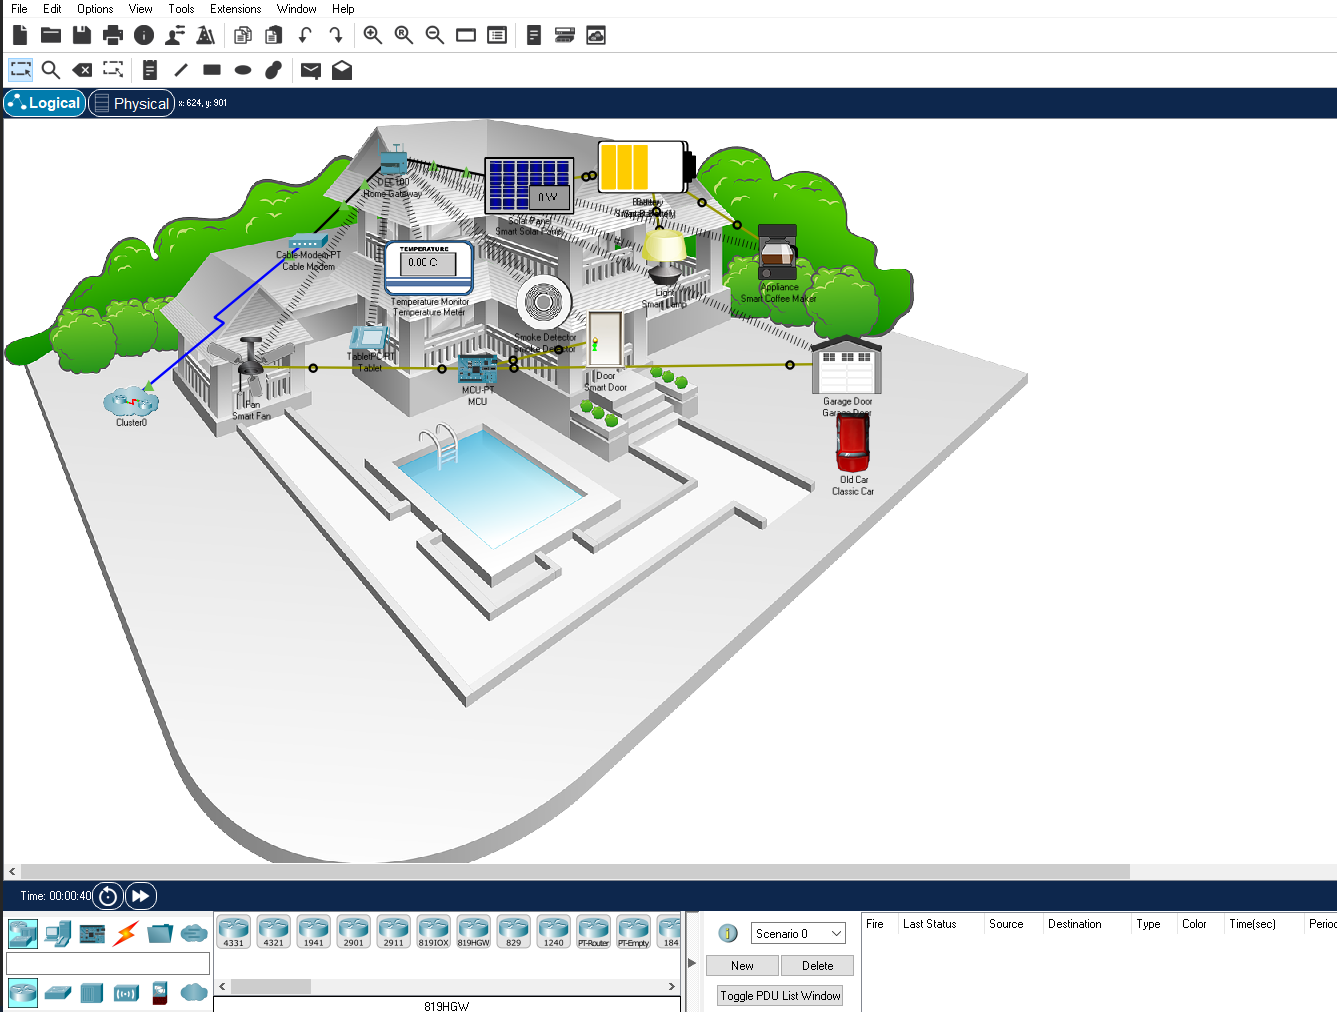 File Edit Options View Tools Extensions Window Help
Logical Physical x: 624, y: 901
DLC100
Home Gateway
0 W
Solar Panel
Smart Solar Panel
Battery
Cable-Modem-PT
Cable Modem
TEMPERATURE
0.00 C
Temperature Monitor
Temperature Meter
Light
Smart Lamp
Appliance
Smart Coffee Maker
Smoke Detector
Smoke Detector
TabletPC-PT
Tablet
MCU-PT
MCU
Door
Smart Door
Fan
Smart Fan
Cluster0
Garage Door
Garage Door
Old Car
Classic Car
Time: 00:00:40
4331 4321 1941 2901 2911 819IOX 819HGW 829 1240 PT-Router PT-Empty 184
819HGW
Scenario 0
New Delete
Toggle PDU List Window
Fire Last Status Source Destination Type Color Time(sec) Perioc